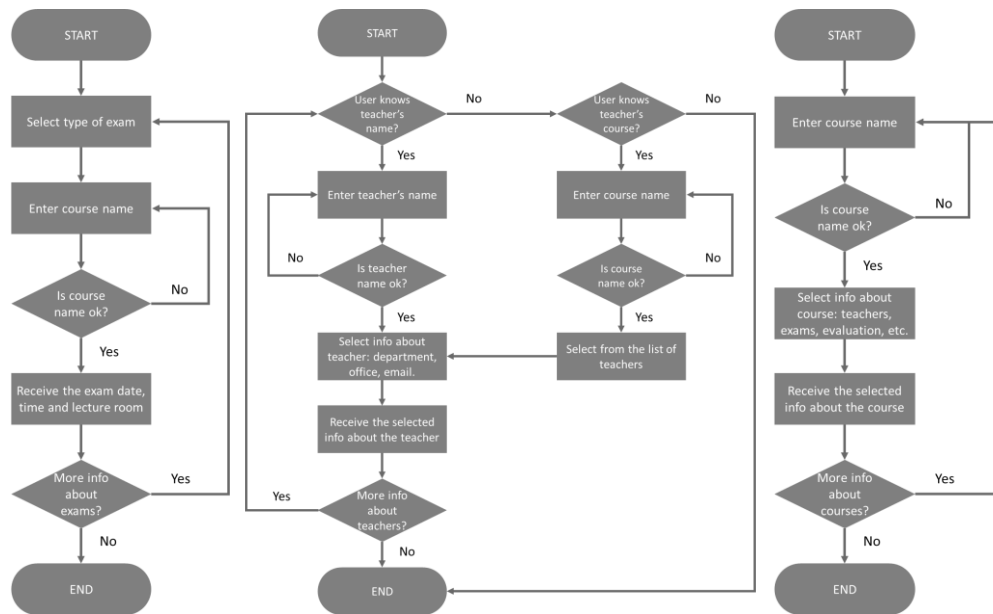 START
Select type of exam
Enter course name
Is course
name ok?
No
Yes
Receive the exam date,
time and lecture room
More info
about
exams?
Yes
No
END
START
User knows
teacher's
name?
No
Yes
Enter teacher's name
No
Is teacher
name ok?
Yes
Select info about
teacher: department,
office, email.
Receive the selected
info about the teacher
Yes
More info
about
teachers?
No
END
User knows
teacher's
course?
No
Yes
Enter course name
Is course
name ok?
No
Yes
Select from the list of
teachers
START
Enter course name
Is course
name ok?
No
Yes
Select info about
course: teachers,
exams, evaluation, etc.
Receive the selected
info about the course
More info
about
courses?
Yes
No
END